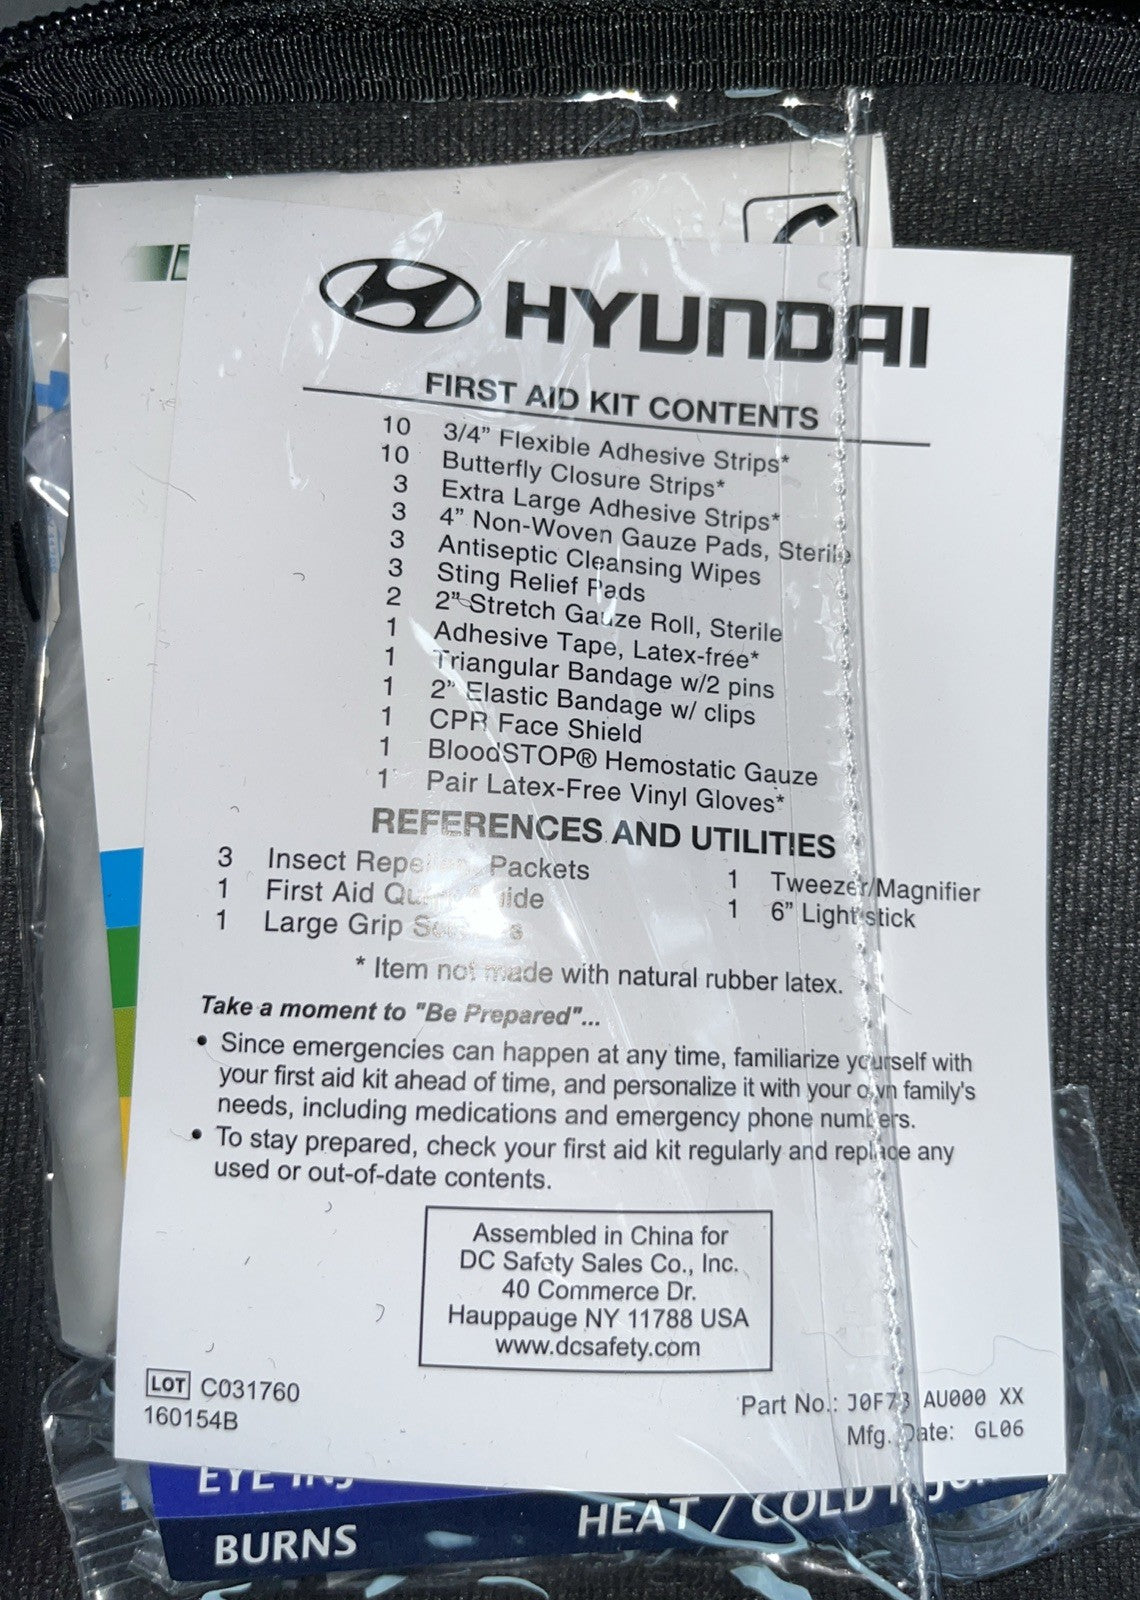 HYUNDAI
FIRST AID KIT CONTENTS
10 3/4” Flexible Adhesive Strips*
10 Butterfly Closure Strips*
3 Extra Large Adhesive Strips*
3 4” Non-Woven Gauze Pads, Sterile
3 Antiseptic Cleansing Wipes
3 Sting Relief Pads
2 2” Stretch Gauze Roll, Sterile
1 Adhesive Tape, Latex-free*
1 Triangular Bandage w/2 pins
1 2” Elastic Bandage w/ clips
1 CPR Face Shield
1 BloodSTOP® Hemostatic Gauze
1 Pair Latex-Free Vinyl Gloves*
REFERENCES AND UTILITIES
3 Insect Repellent Packets
1 First Aid Quick Guide
1 Large Grip Scissors
1 Tweezer/Magnifier
1 6” Light stick
* Item not made with natural rubber latex.
Take a moment to "Be Prepared"...
• Since emergencies can happen at any time, familiarize yourself with
your first aid kit ahead of time, and personalize it with your own family's
needs, including medications and emergency phone numbers.
• To stay prepared, check your first aid kit regularly and replace any
used or out-of-date contents.
Assembled in China for
DC Safety Sales Co., Inc.
40 Commerce Dr.
Hauppauge NY 11788 USA
www.dcsafety.com
LOT C031760
160154B
Part No.: J0F73 AU000 XX
Mfg. Date: GL06
EYE
HEAT / COLD
BURNS